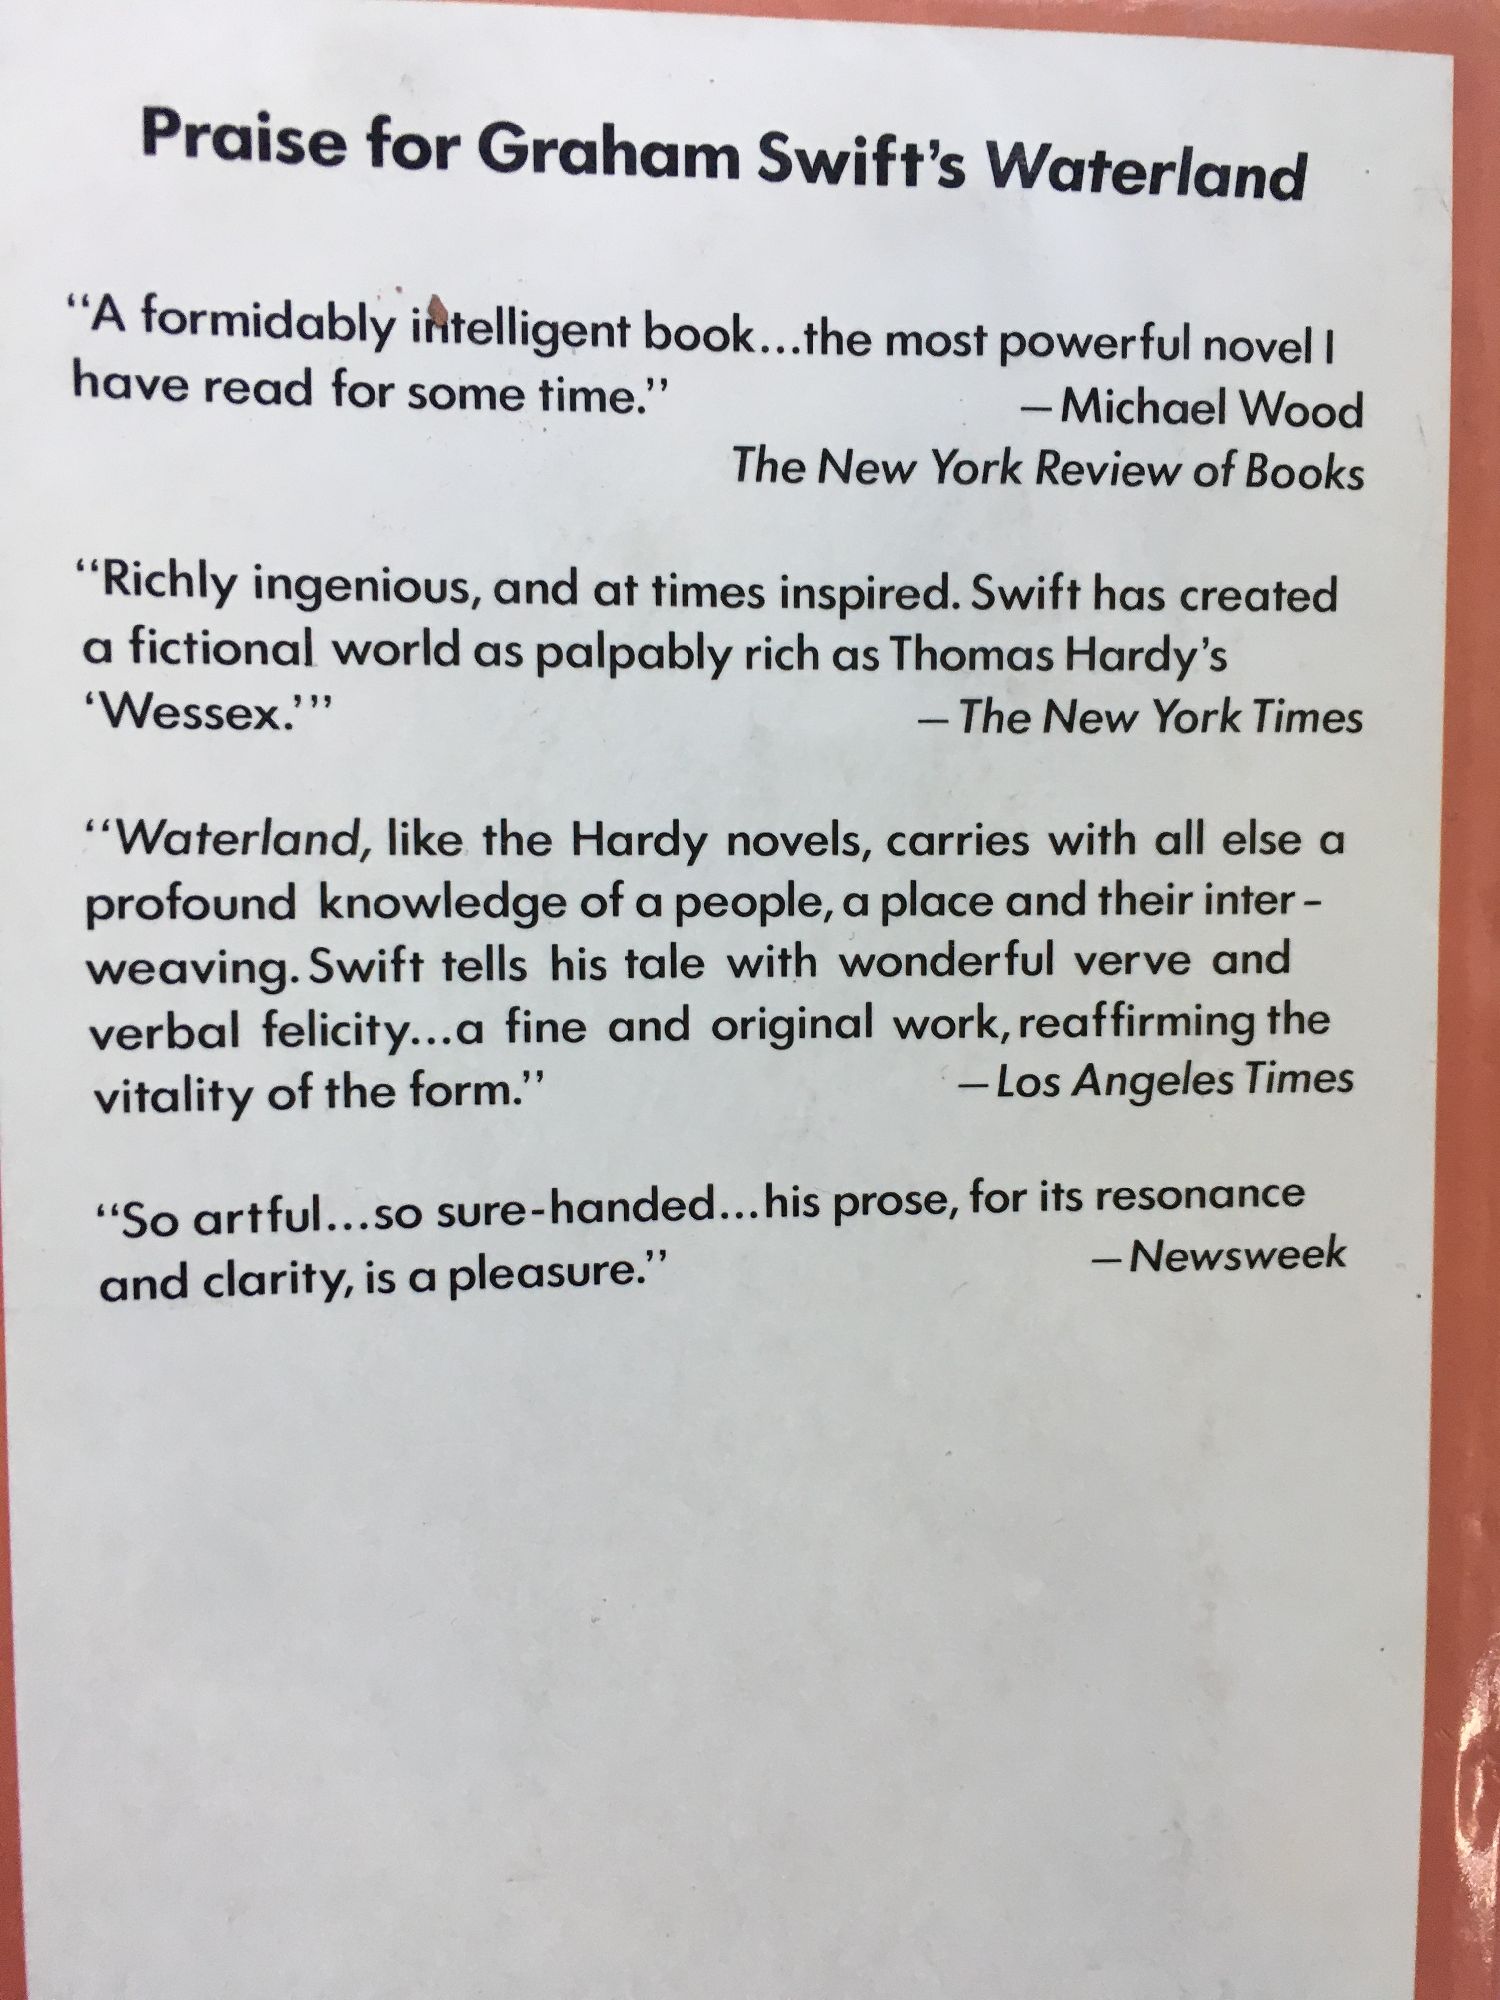 Praise for Graham Swift's Waterland
“A formidably intelligent book...the most powerful novel I
have read for some time.” —Michael Wood
The New York Review of Books
“Richly ingenious, and at times inspired. Swift has created
a fictional world as palpably rich as Thomas Hardy's
‘Wessex.’” —The New York Times
“Waterland, like the Hardy novels, carries with all else a
profound knowledge of a people, a place and their inter-
weaving. Swift tells his tale with wonderful verve and
verbal felicity...a fine and original work, reaffirming the
vitality of the form.” —Los Angeles Times
“So artful...so sure-handed...his prose, for its resonance
and clarity, is a pleasure.” —Newsweek